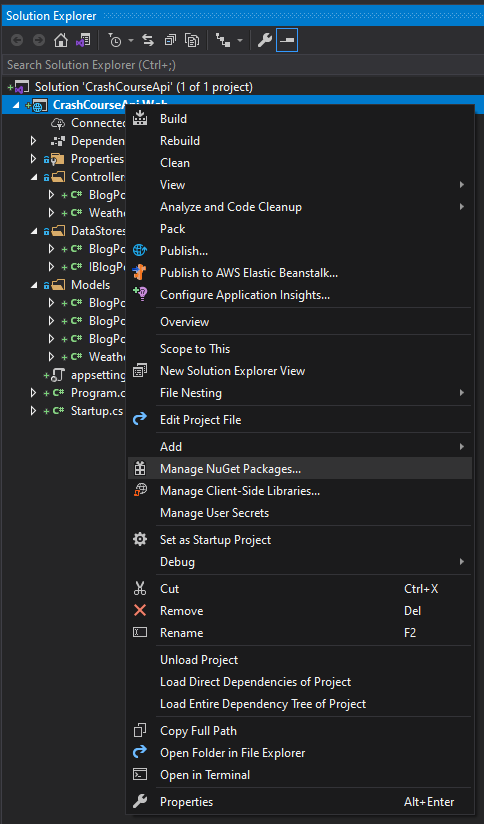 Solution Explorer
Search Solution Explorer (Ctrl+;)
Solution 'CrashCourseApi' (1 of 1 project)
CrashCourseApi.Web
Connected
Build
Dependen
Rebuild
Clean
Properties
View
Controller
BlogPo
Analyze and Code Cleanup
Weathe
Pack
DataStores
BlogPo
Publish...
IBlogPo
Publish to AWS Elastic Beanstalk...
Models
Configure Application Insights...
BlogPo
BlogPo
Overview
BlogPo
Scope to This
Weathe
New Solution Explorer View
appsetting
File Nesting
Program.c
Startup.cs
Edit Project File
Add
Manage NuGet Packages...
Manage Client-Side Libraries...
Manage User Secrets
Set as Startup Project
Debug
Cut Ctrl+X
Remove Del
Rename F2
Unload Project
Load Direct Dependencies of Project
Load Entire Dependency Tree of Project
Copy Full Path
Open Folder in File Explorer
Open in Terminal
Properties Alt+Enter